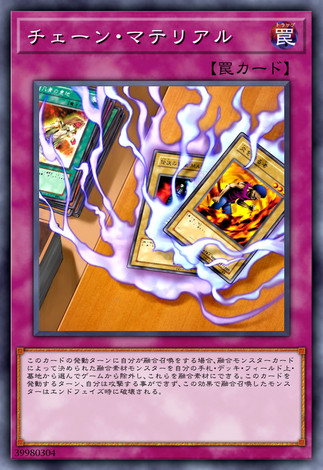 チェーン・マテリアル
トラップ
罠
【罠カード】
このカードの発動ターンに自分が融合召喚をする場合、融合モンスターカード
によって決められた融合素材モンスターを自分の手札・デッキ・フィールド上・
墓地から選んでゲームから除外し、これらを融合素材にできる。このカードを
発動するターン、自分は攻撃する事ができず、この効果で融合召喚したモンス
ターはエンドフェイズ時に破壊される。
39980304